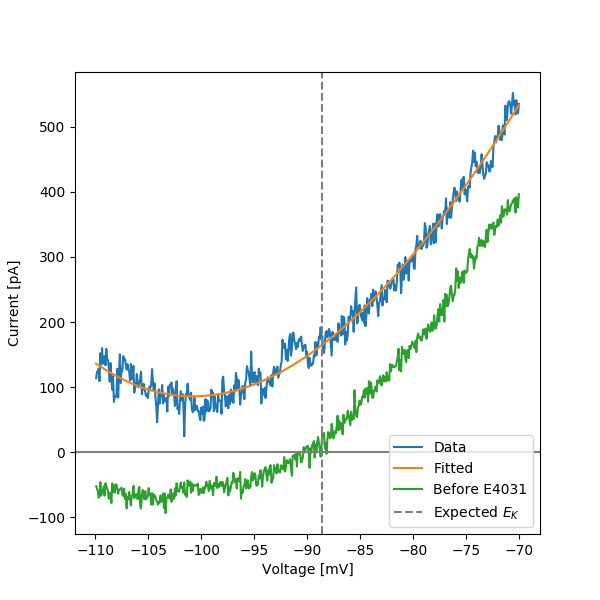 500
400
300
200
100
0
−100
Current [pA]
−110 −105 −100 −95 −90 −85 −80 −75 −70
Voltage [mV]
Data
Fitted
Before E4031
Expected E_K